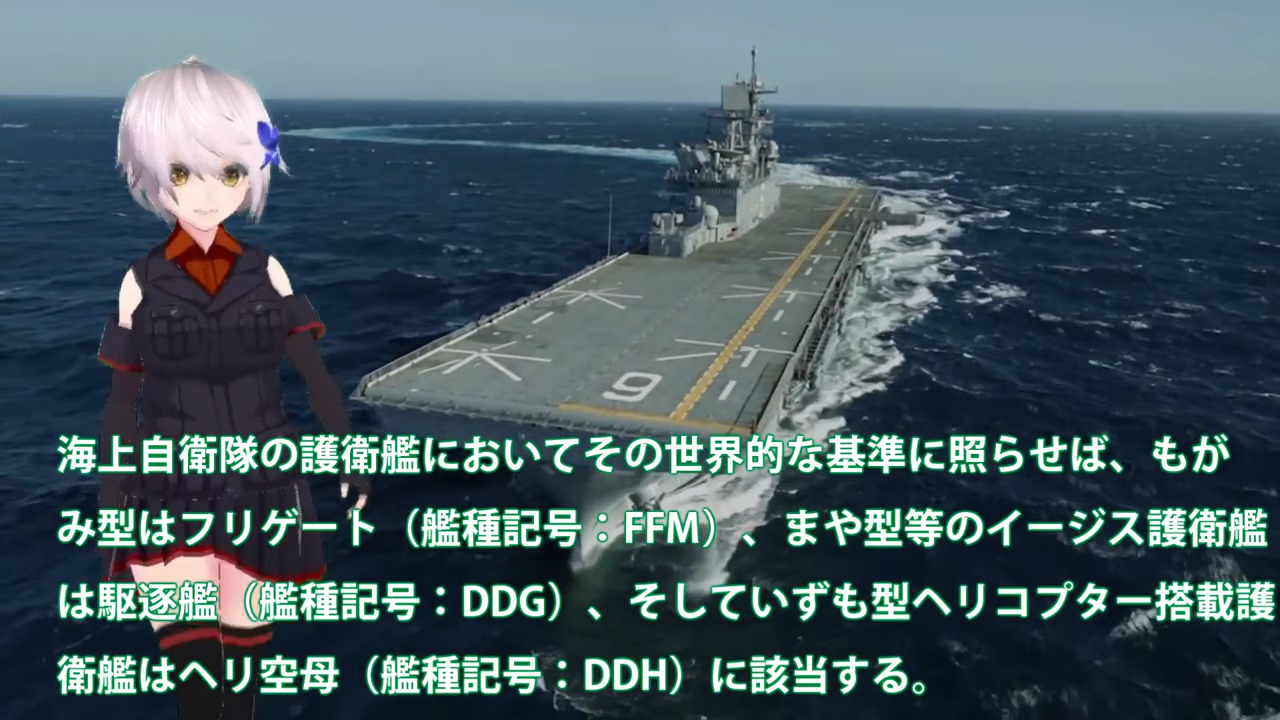 6
海上自衛隊の護衛艦においてその世界的な基準に照らせば、もが
み型はフリゲート（艦種記号：FFM）、まや型等のイージス護衛艦
は駆逐艦（艦種記号：DDG）、そしていずも型ヘリコプター搭載護
衛艦はヘリ空母（艦種記号：DDH）に該当する。